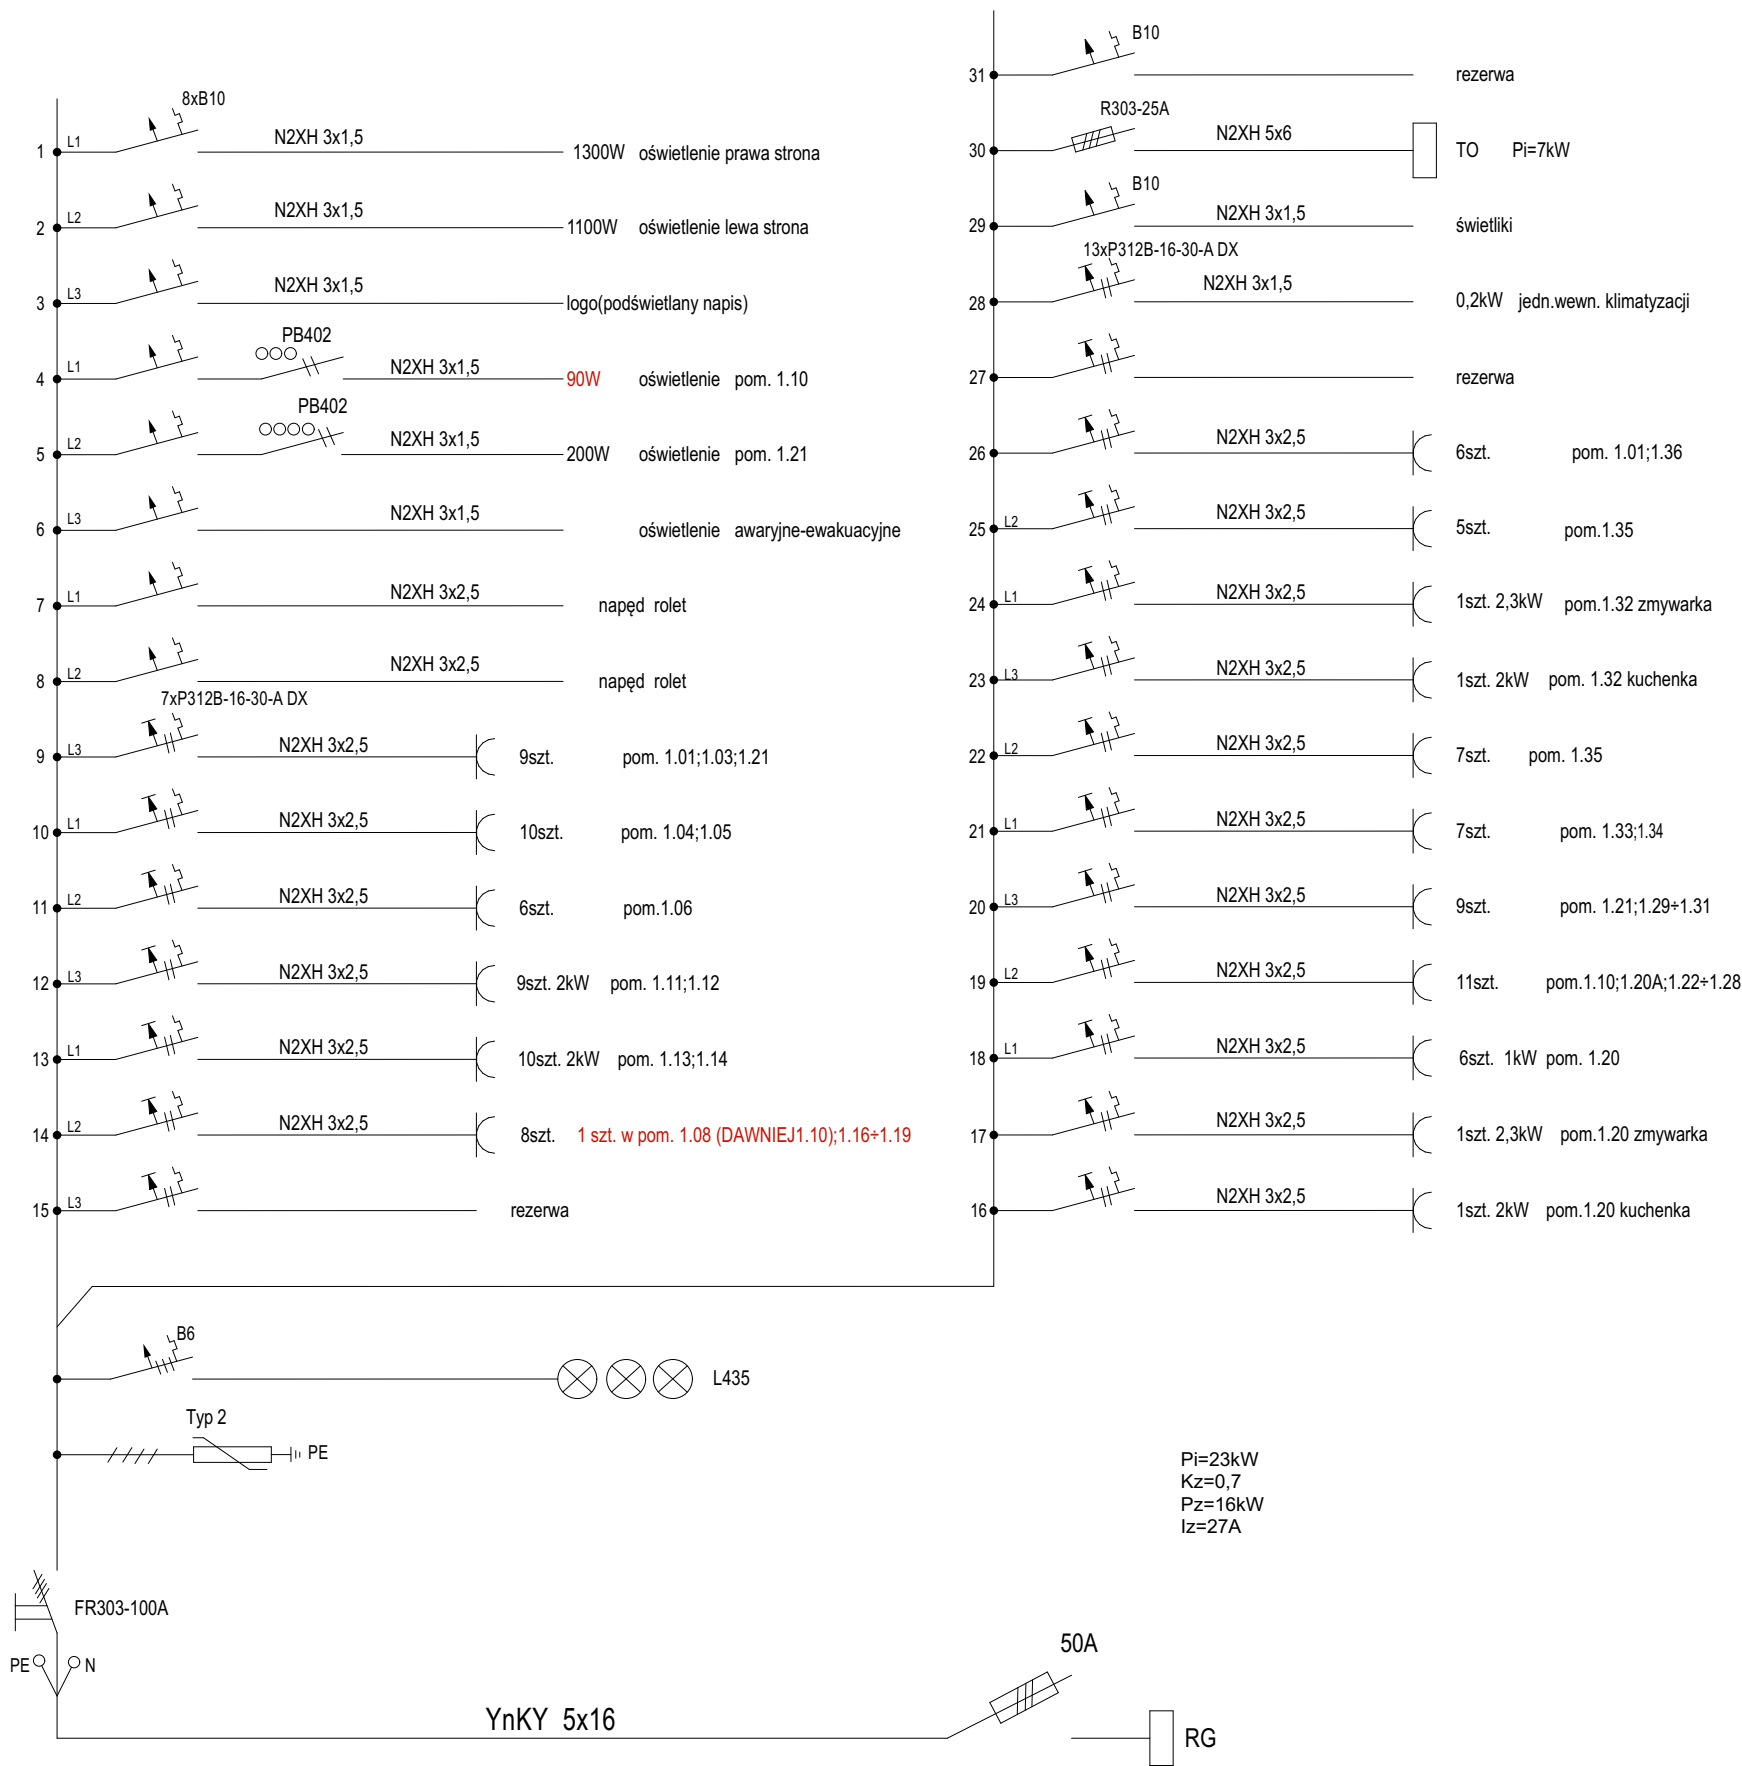 8xB10
1 L1 N2XH 3x1,5 1300W oświetlenie prawa strona
2 L2 N2XH 3x1,5 1100W oświetlenie lewa strona
3 L3 N2XH 3x1,5 logo(podświetlany napis)
PB402
4 L1 N2XH 3x1,5 90W oświetlenie pom. 1.10
PB402
5 L2 N2XH 3x1,5 200W oświetlenie pom. 1.21
6 L3 N2XH 3x1,5 oświetlenie awaryjne-ewakuacyjne
7 L1 N2XH 3x2,5 napęd rolet
8 L2 N2XH 3x2,5 napęd rolet
7xP312B-16-30-A DX
9 L3 N2XH 3x2,5 9szt. pom. 1.01;1.03;1.21
10 L1 N2XH 3x2,5 10szt. pom. 1.04;1.05
11 L2 N2XH 3x2,5 6szt. pom.1.06
12 L3 N2XH 3x2,5 9szt. 2kW pom. 1.11;1.12
13 L1 N2XH 3x2,5 10szt. 2kW pom. 1.13;1.14
14 L2 N2XH 3x2,5 8szt. 1 szt. w pom. 1.08 (DAWNIEJ1.10);1.16÷1.19
15 L3 rezerwa
B10
31 rezerwa
R303-25A
30 N2XH 5x6 TO Pi=7kW
B10
29 N2XH 3x1,5 świetliki
13xP312B-16-30-A DX
28 N2XH 3x1,5 0,2kW jedn.wewn. klimatyzacji
27 rezerwa
26 N2XH 3x2,5 6szt. pom. 1.01;1.36
25 L2 N2XH 3x2,5 5szt. pom.1.35
24 L1 N2XH 3x2,5 1szt. 2,3kW pom.1.32 zmywarka
23 L3 N2XH 3x2,5 1szt. 2kW pom. 1.32 kuchenka
22 L2 N2XH 3x2,5 7szt. pom. 1.35
21 L1 N2XH 3x2,5 7szt. pom. 1.33;1.34
20 L3 N2XH 3x2,5 9szt. pom. 1.21;1.29÷1.31
19 L2 N2XH 3x2,5 11szt. pom.1.10;1.20A;1.22÷1.28
18 L1 N2XH 3x2,5 6szt. 1kW pom. 1.20
17 N2XH 3x2,5 1szt. 2,3kW pom.1.20 zmywarka
16 N2XH 3x2,5 1szt. 2kW pom.1.20 kuchenka
B6
L435
Typ 2
PE
Pi=23kW
Kz=0,7
Pz=16kW
Iz=27A
FR303-100A
PE N
50A
YnKY 5x16
RG